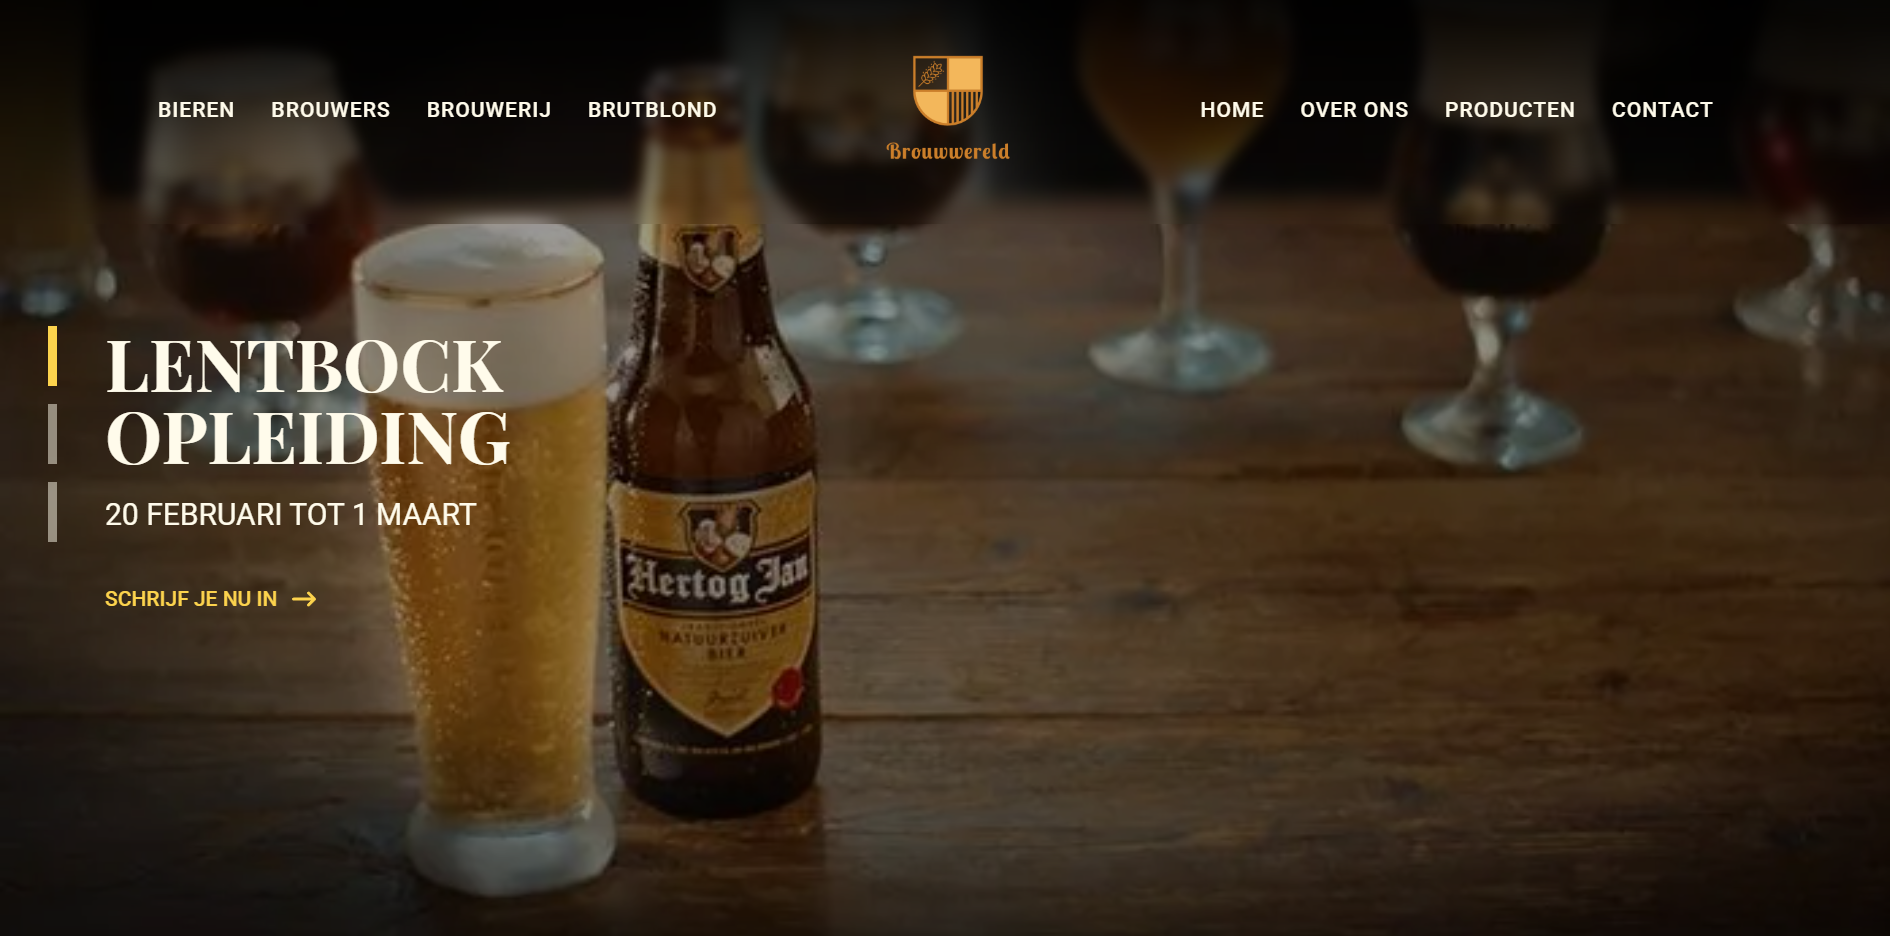 BIEREN BROUWERS BROUWERIJ BRUTBLOND
Brouwwereld
HOME OVER ONS PRODUCTEN CONTACT
LENTBOCK
OPLEIDING
20 FEBRUARI TOT 1 MAART
SCHRIJF JE NU IN
Hertog Jan
NATUURZUIVER
BIER